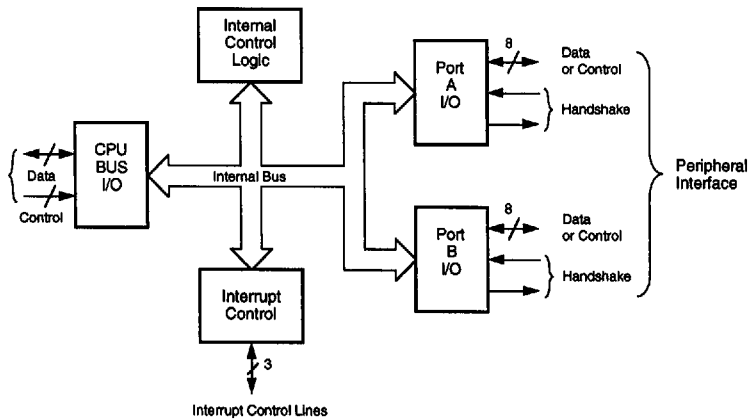 Internal
Control
Logic
CPU
BUS
I/O
Data
Control
Internal Bus
Interrupt
Control
3
Interrupt Control Lines
Port
A
I/O
8
Data
or Control
Handshake
Port
B
I/O
8
Data
or Control
Handshake
Peripheral
Interface